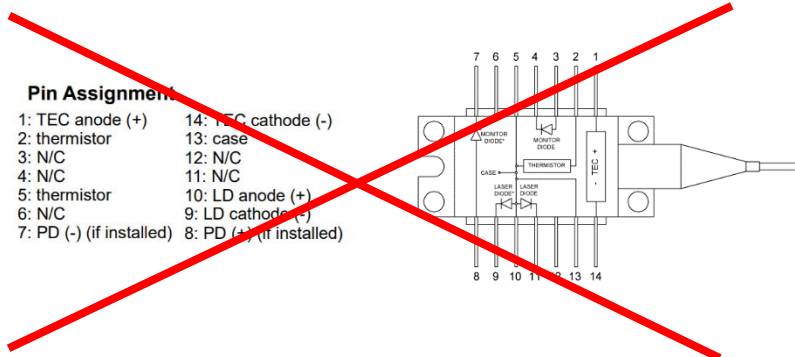 Pin Assignment
1: TEC anode (+) 14: TEC cathode (-)
2: thermistor 13: case
3: N/C 12: N/C
4: N/C 11: N/C
5: thermistor 10: LD anode (+)
6: N/C 9: LD cathode (-)
7: PD (-) (if installed) 8: PD (+) (if installed)
7 6 5 4 3 2 1
MONITOR
DIODE*
MONITOR
DIODE
THERMISTOR
CASE
- TEC +
LASER
DIODE*
LASER
DIODE
8 9 10 11 12 13 14